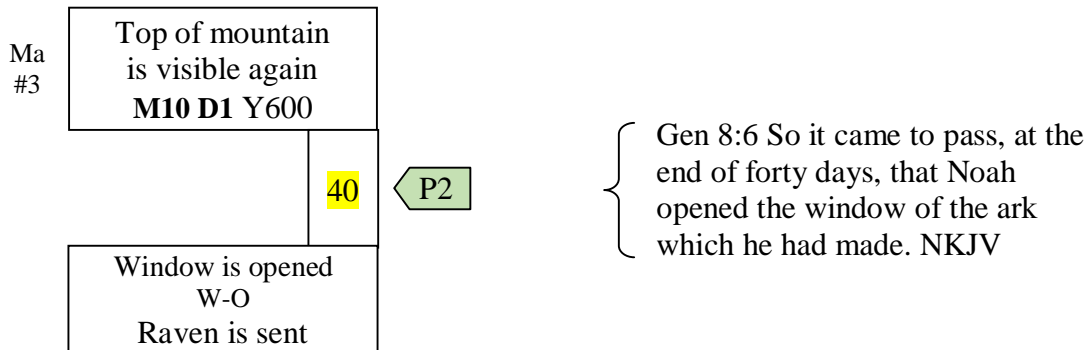 Ma
#3
Top of mountain
is visible again
M10 D1 Y600
40
P2
Gen 8:6 So it came to pass, at the
end of forty days, that Noah
opened the window of the ark
which he had made. NKJV
Window is opened
W-O
Raven is sent